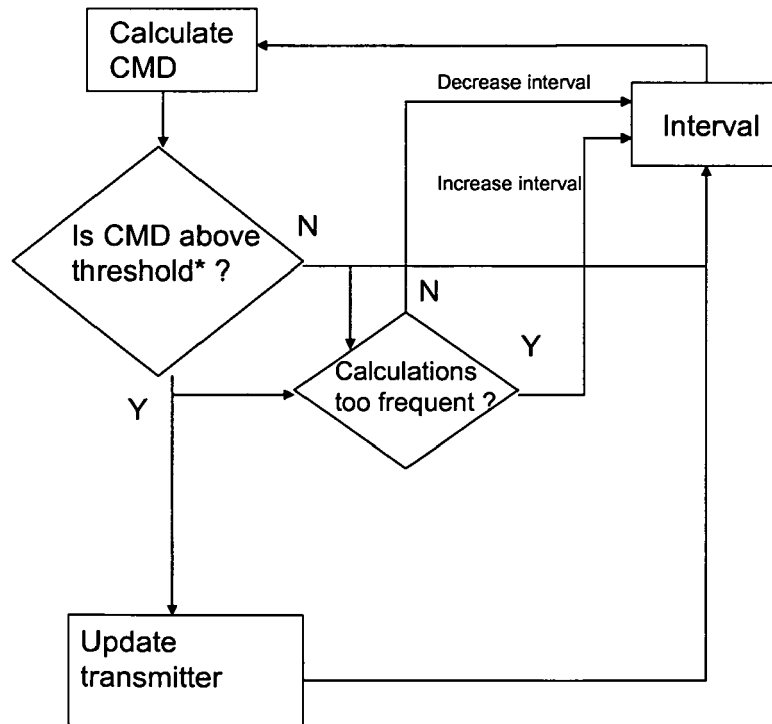 Calculate
CMD
Decrease interval
Interval
Increase interval
Is CMD above
threshold* ?
N
N
Y
Calculations
too frequent ?
Y
Update
transmitter